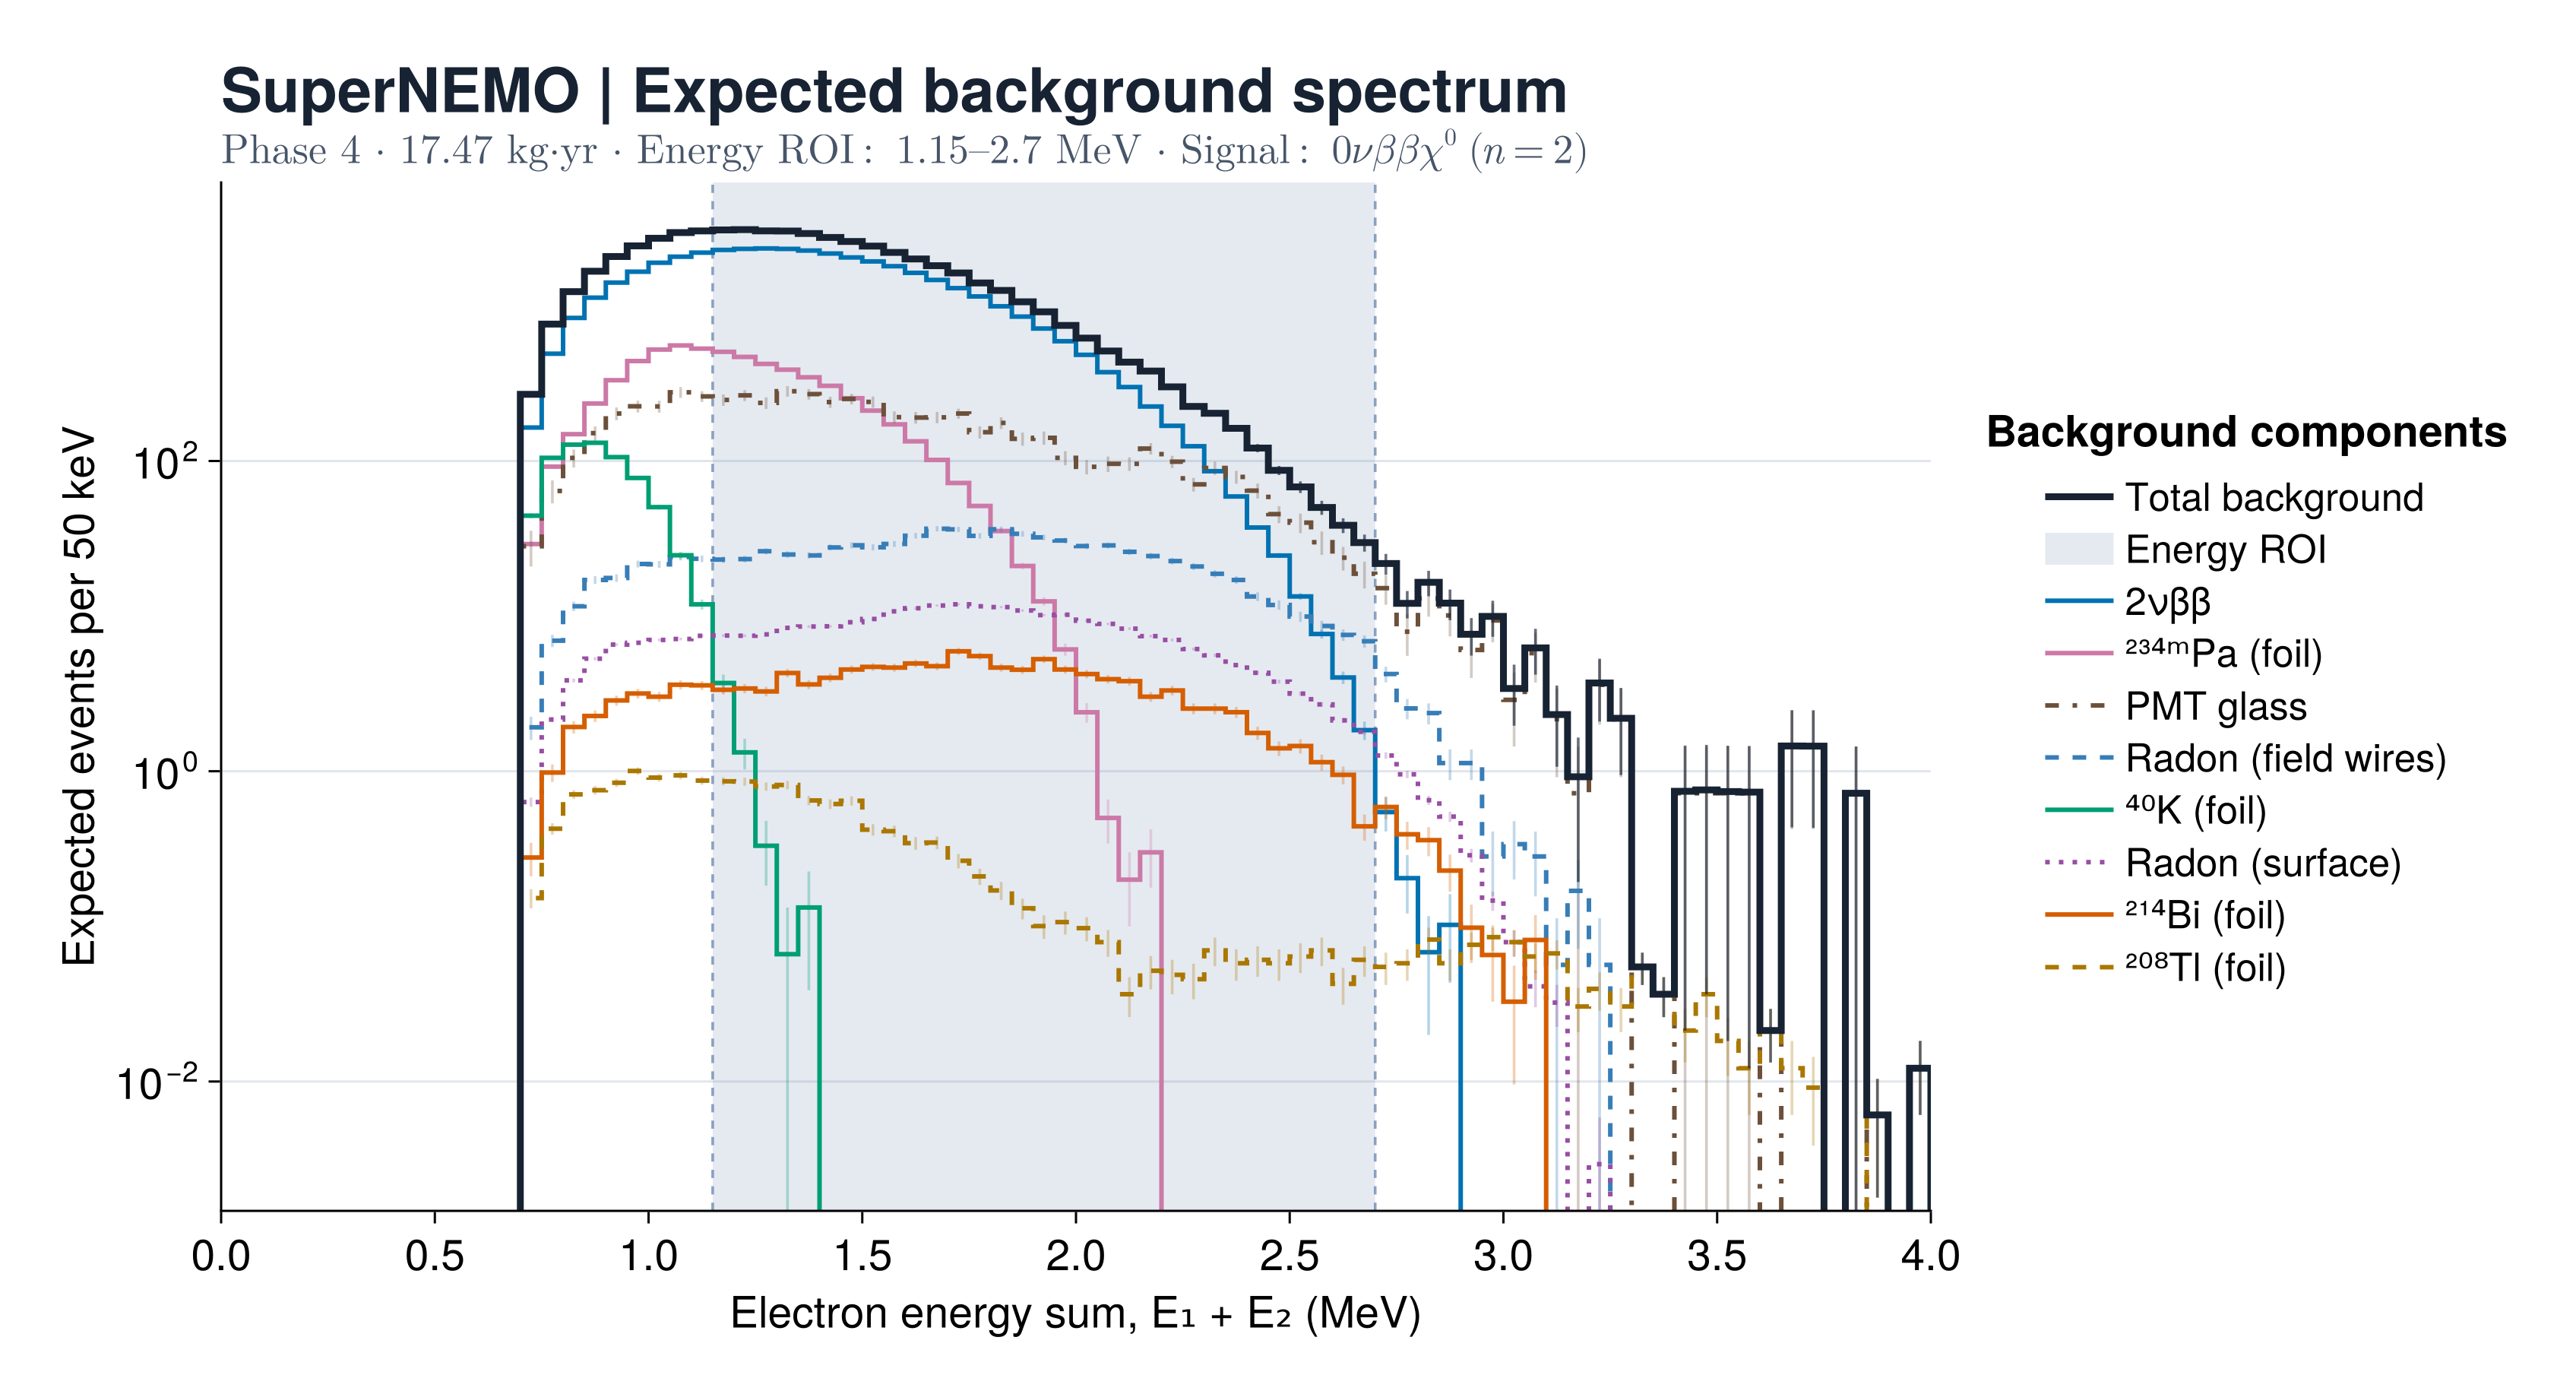 SuperNEMO | Expected background spectrum
Phase 4 · 17.47 kg·yr · Energy ROI: 1.15–2.7 MeV · Signal: 0νββχ⁰ (n = 2)
Expected events per 50 keV
10²
10⁰
10⁻²
0.0 0.5 1.0 1.5 2.0 2.5 3.0 3.5 4.0
Electron energy sum, E₁ + E₂ (MeV)
Background components
Total background
Energy ROI
2νββ
²³⁴ᵐPa (foil)
PMT glass
Radon (field wires)
⁴⁰K (foil)
Radon (surface)
²¹⁴Bi (foil)
²⁰⁸Tl (foil)